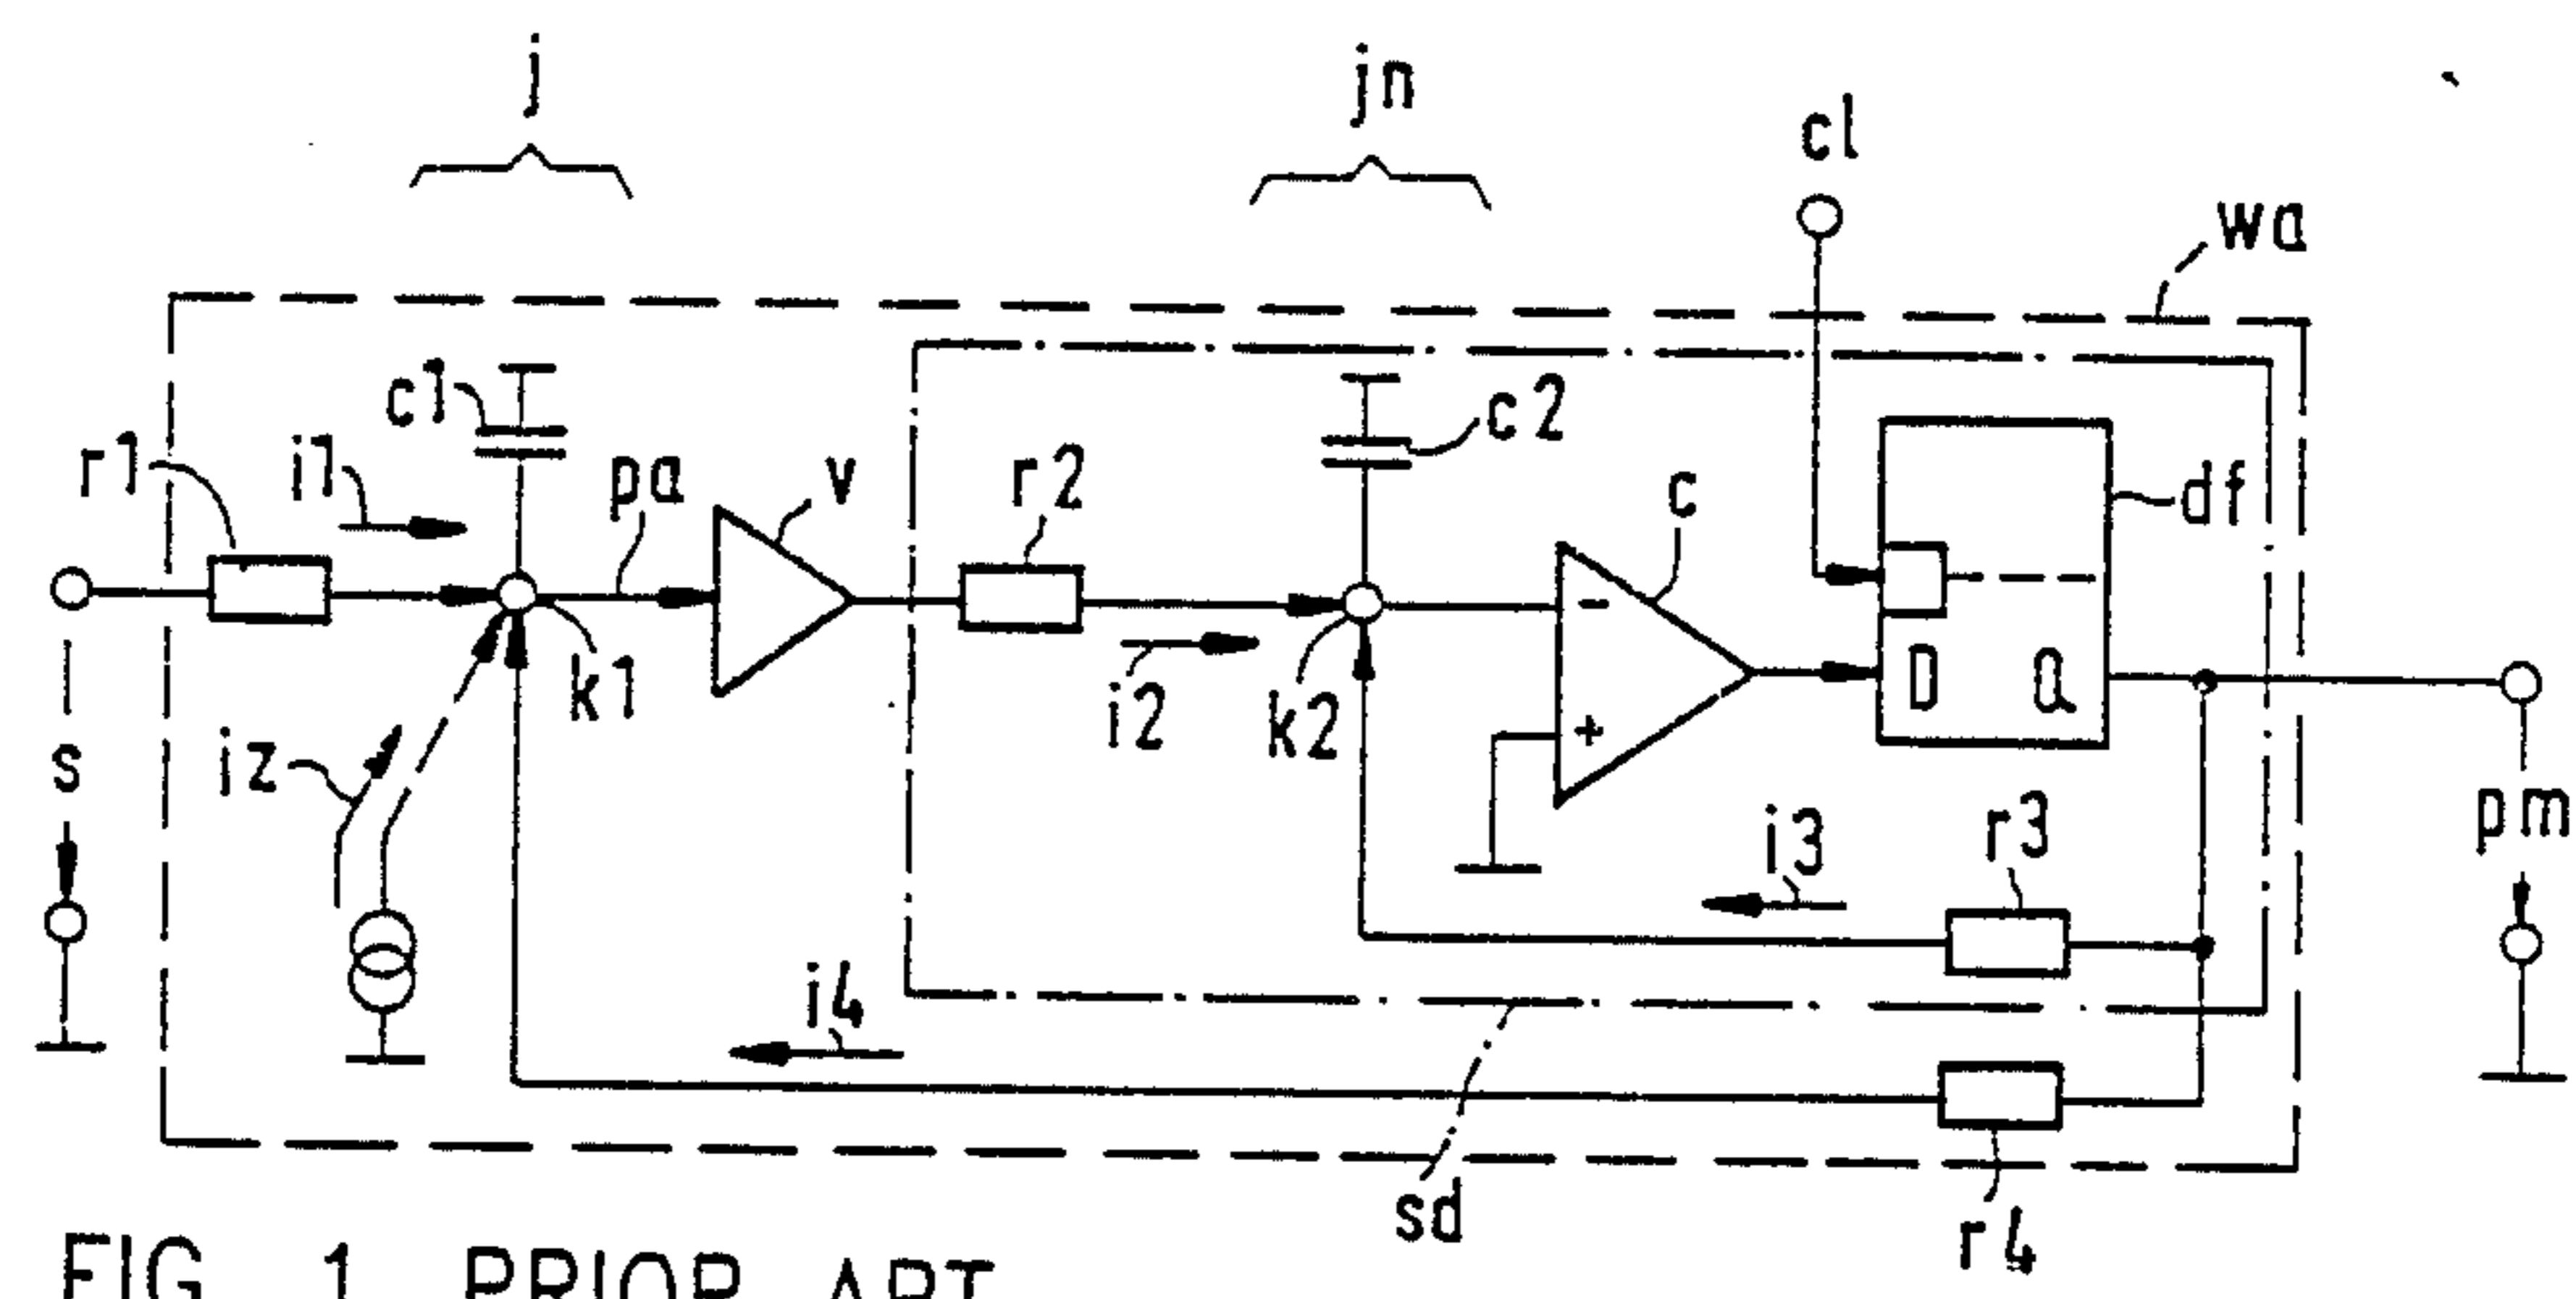 j
jn
cl
wa
c1
c2
r1
i1
pa
v
r2
c
df
k1
i2
k2
D Q
+
-
iz
s
i3
r3
pm
i4
sd
r4
FIG. 1 PRIOR ART